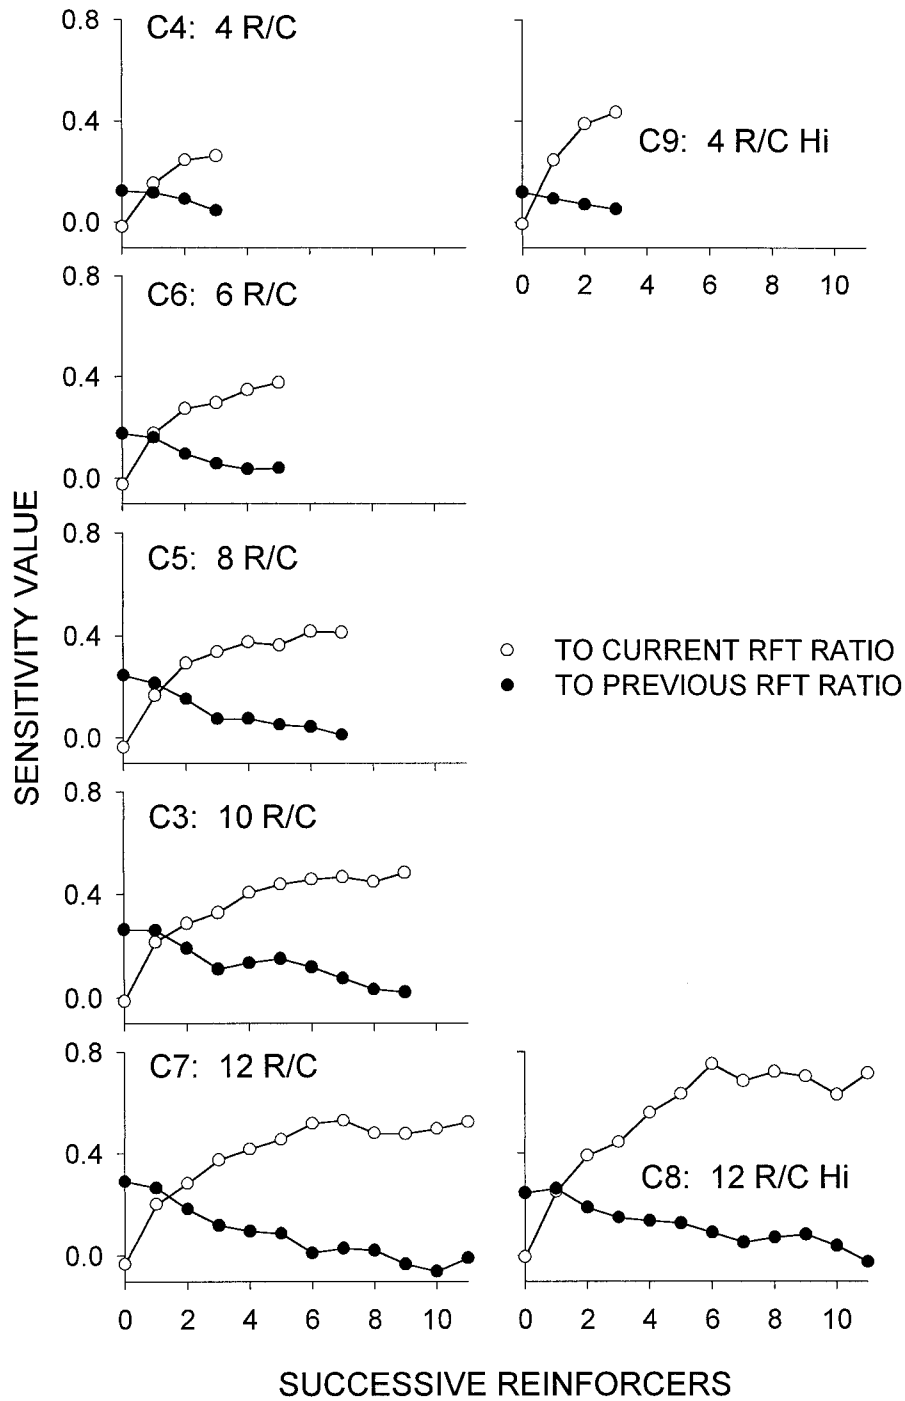 0.8
C4: 4 R/C
0.4
0.0
C9: 4 R/C Hi
0 2 4 6 8 10
0.8
C6: 6 R/C
0.4
0.0
0.8
C5: 8 R/C
0.4
0.0
SENSITIVITY VALUE
TO CURRENT RFT RATIO
TO PREVIOUS RFT RATIO
0.8
C3: 10 R/C
0.4
0.0
0.8
C7: 12 R/C
0.4
0.0
0 2 4 6 8 10
C8: 12 R/C Hi
0 2 4 6 8 10
SUCCESSIVE REINFORCERS